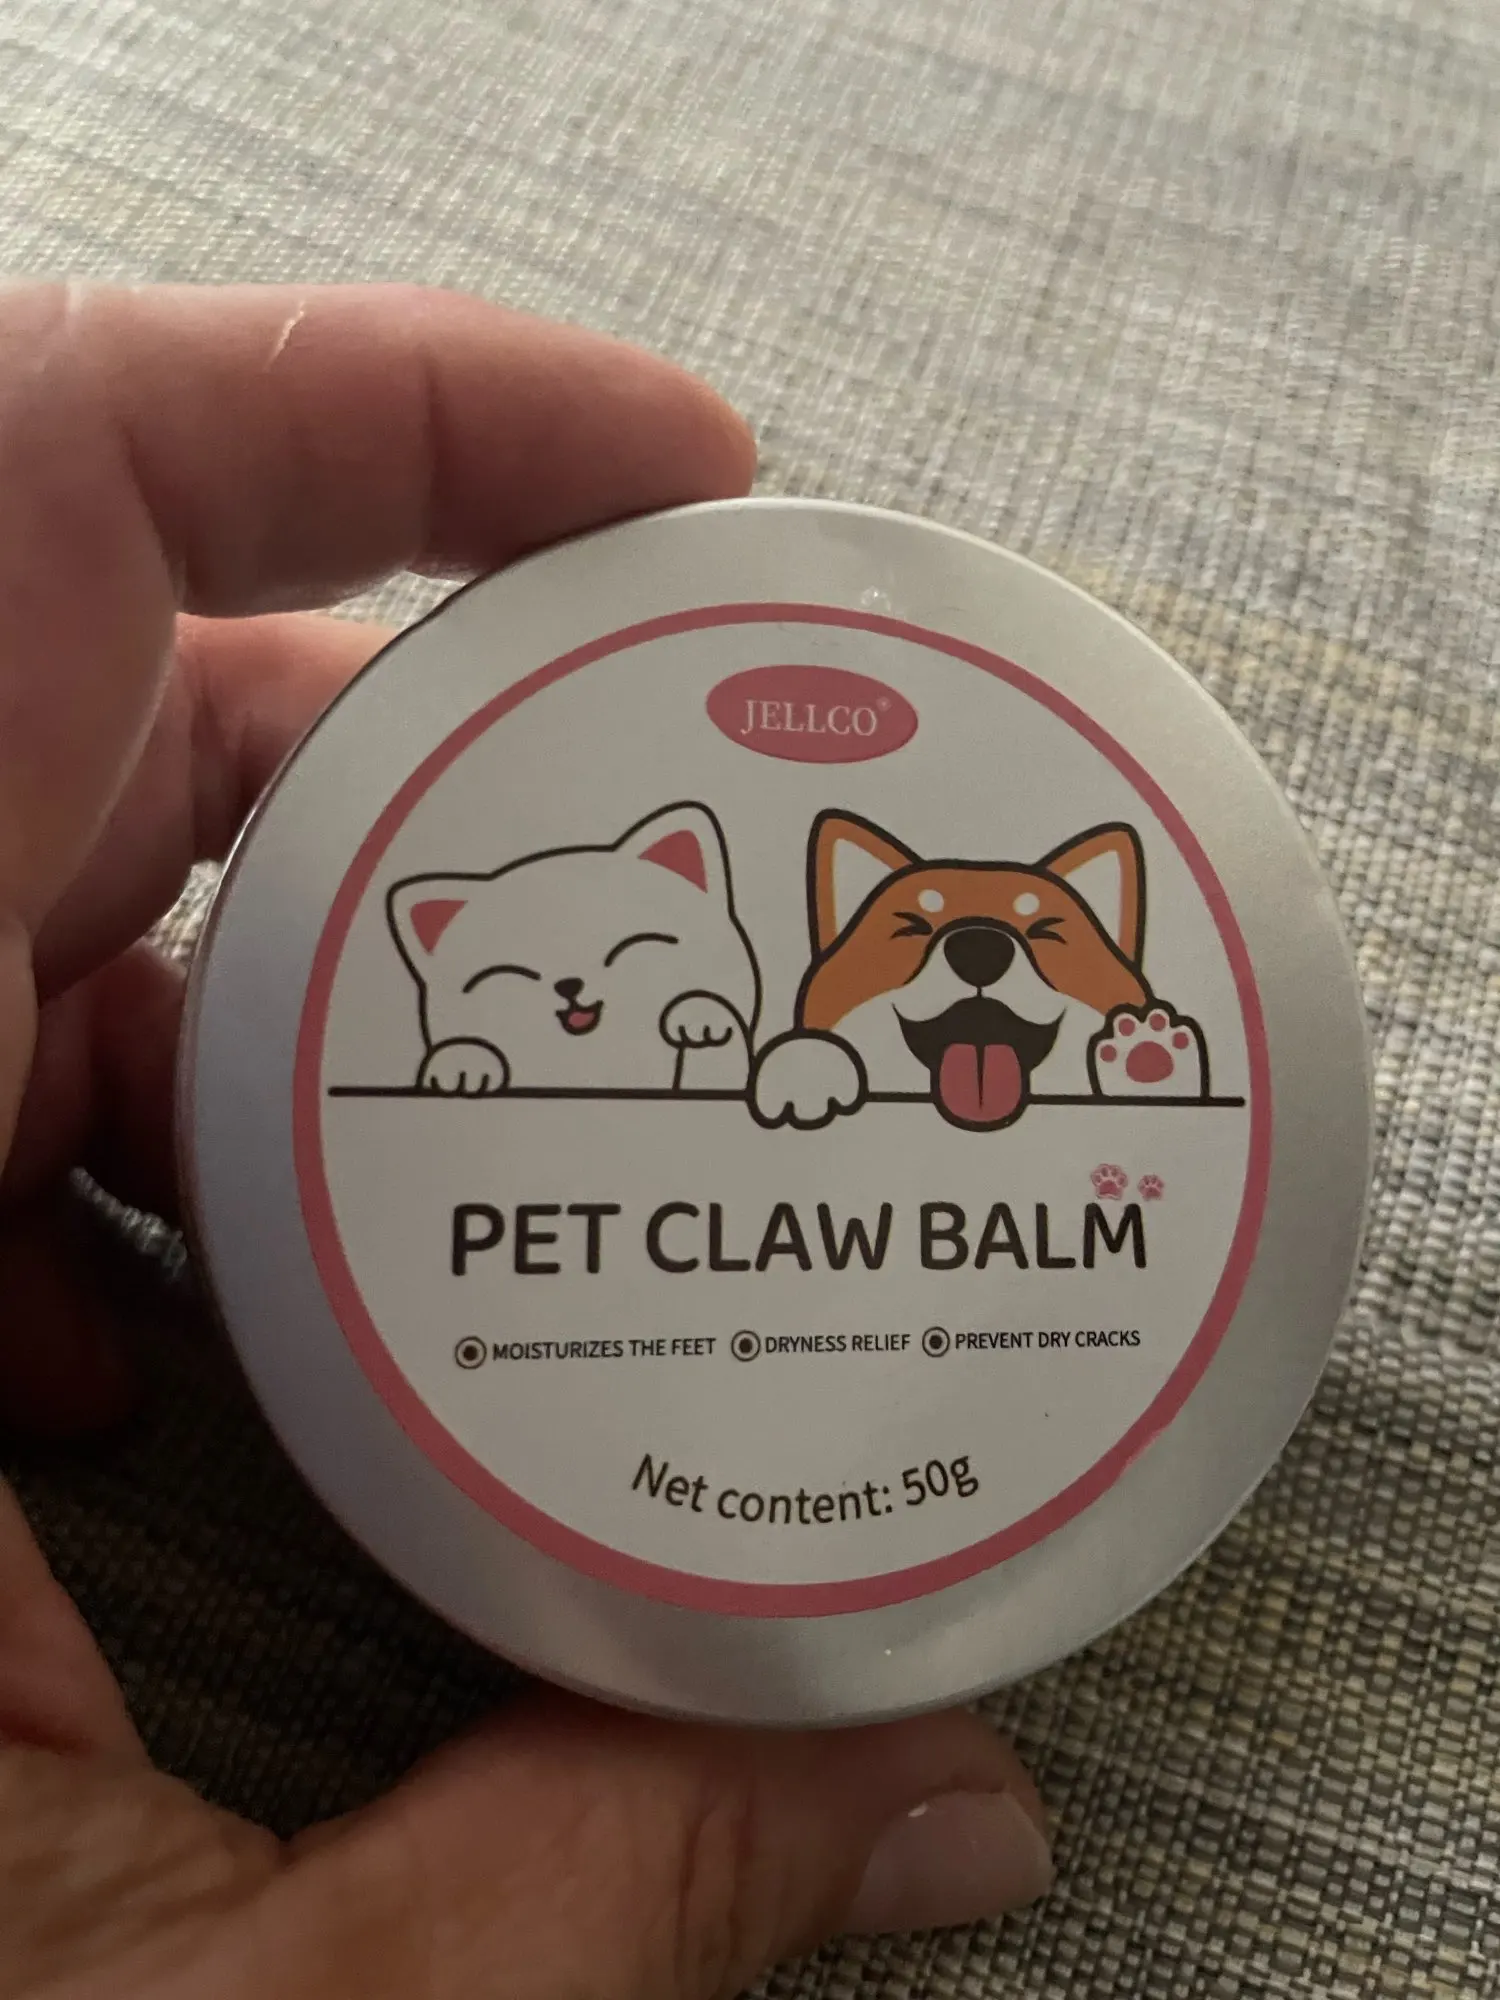 JELLCO®
PET CLAW BALM
MOISTURIZES THE FEET DRYNESS RELIEF PREVENT DRY CRACKS
Net content: 50g